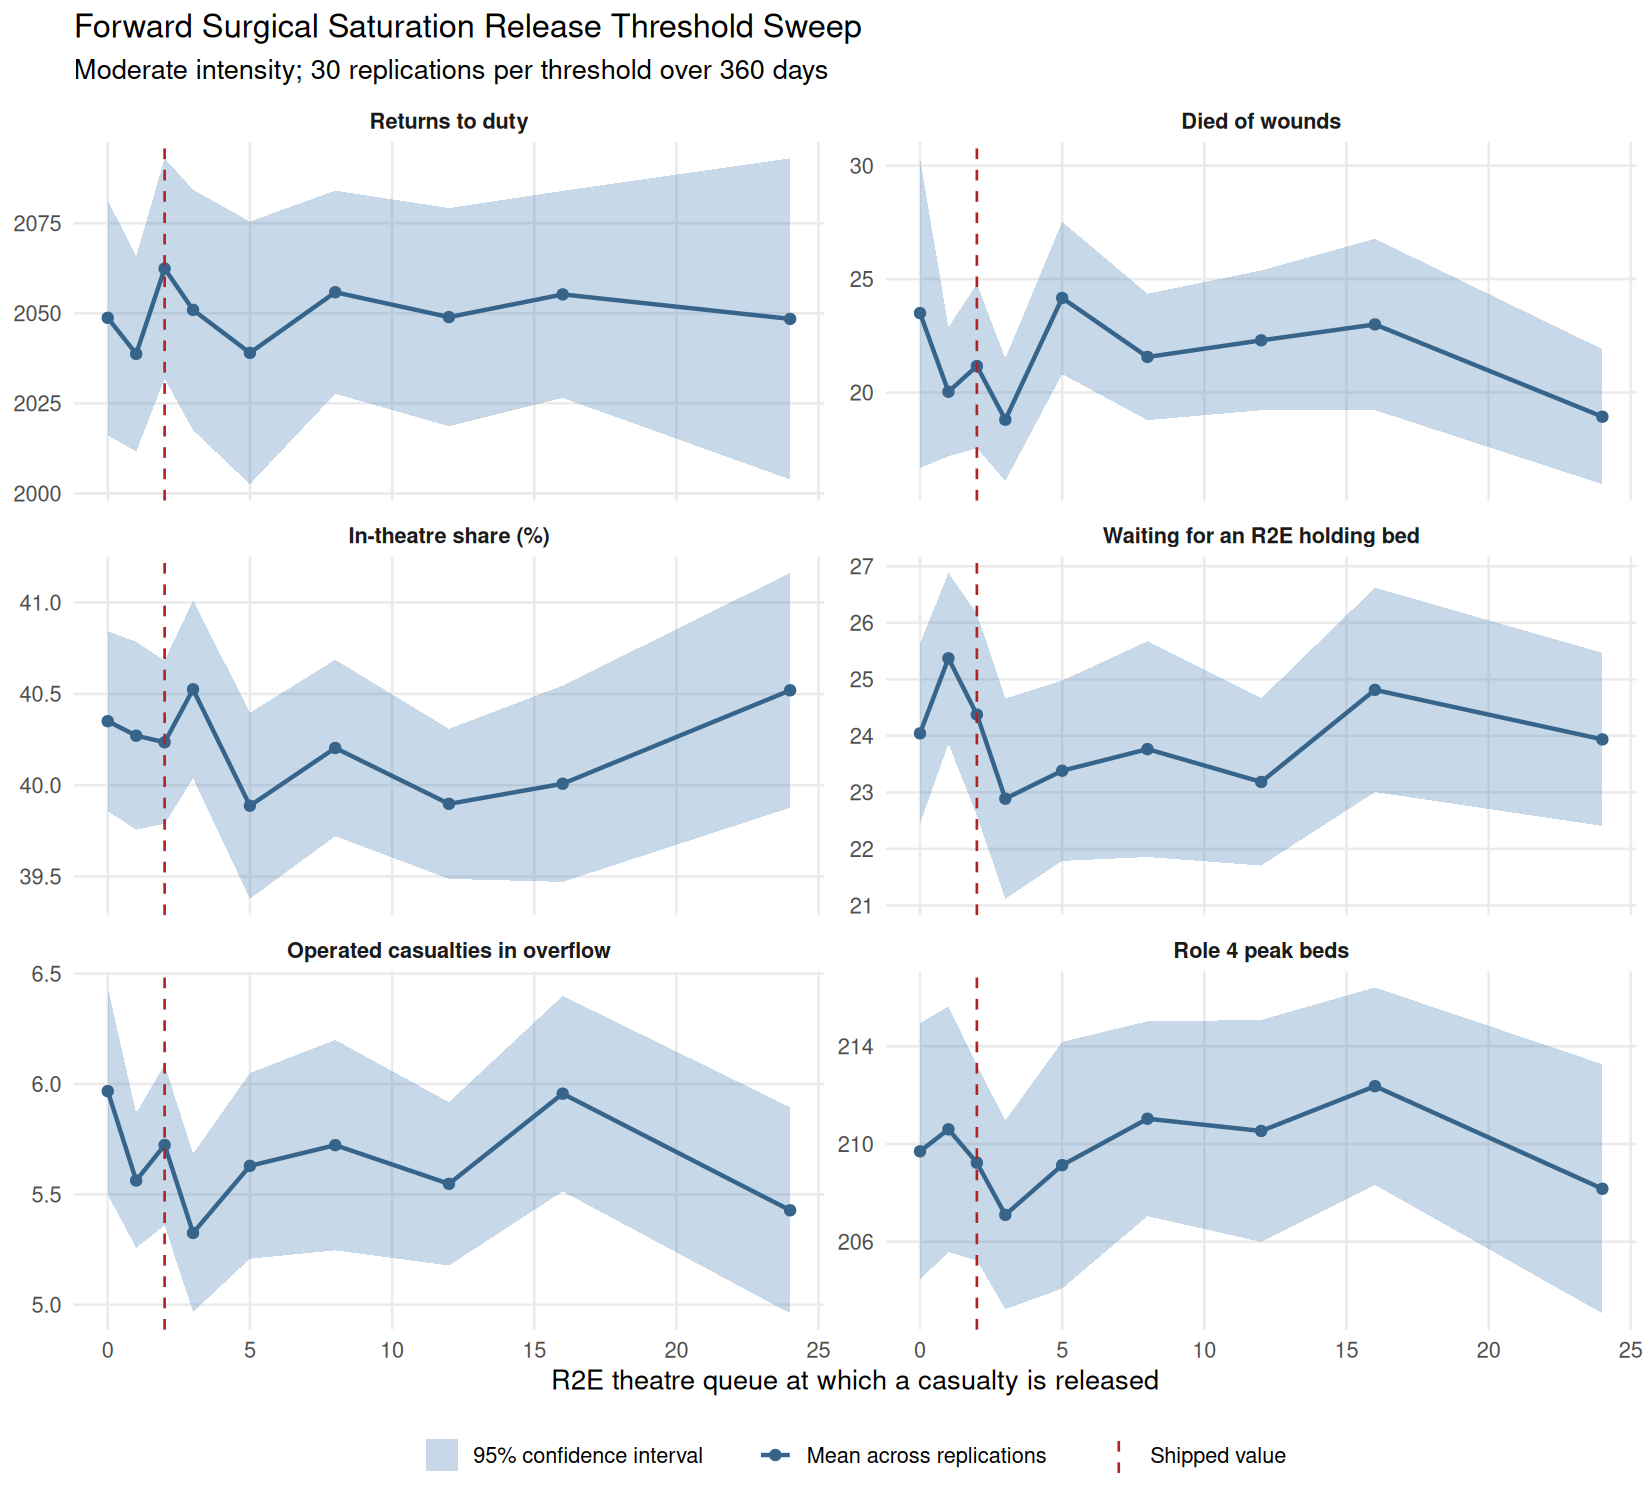 Forward Surgical Saturation Release Threshold Sweep
Moderate intensity; 30 replications per threshold over 360 days
Returns to duty
2075
2050
2025
2000
Died of wounds
30
25
20
In-theatre share (%)
41.0
40.5
40.0
39.5
Waiting for an R2E holding bed
27
26
25
24
23
22
21
Operated casualties in overflow
6.5
6.0
5.5
5.0
0 5 10 15 20 25
Role 4 peak beds
214
210
206
0 5 10 15 20 25
R2E theatre queue at which a casualty is released
95% confidence interval Mean across replications Shipped value